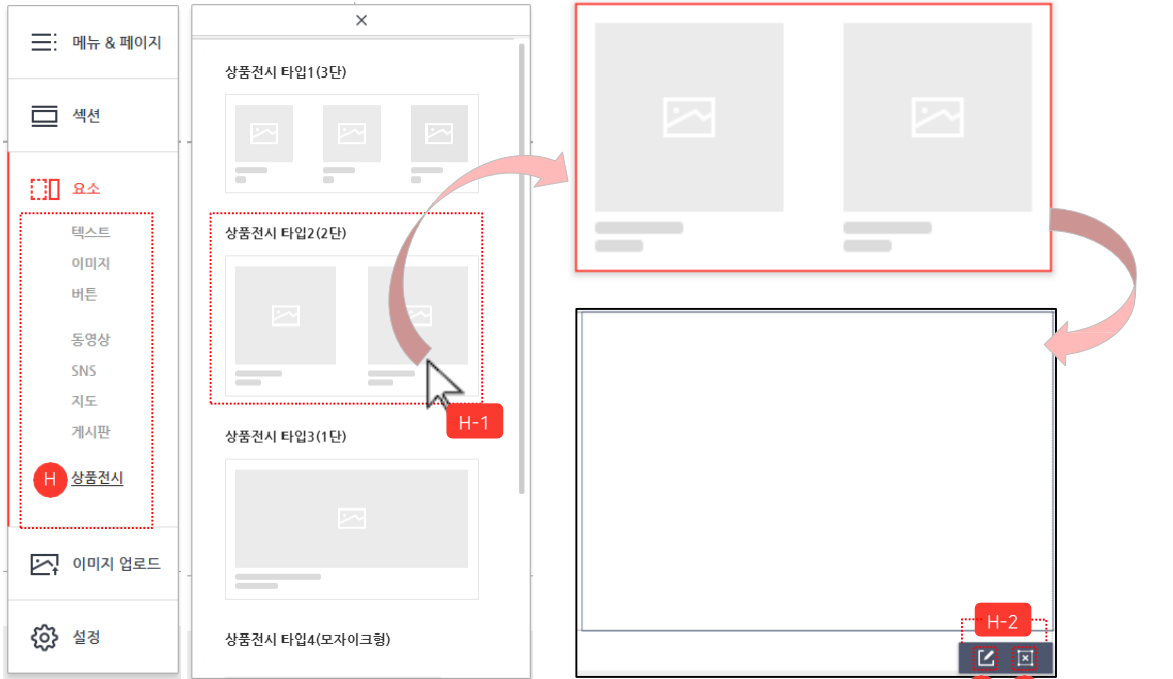 메뉴 & 페이지
섹션
요소
텍스트
이미지
버튼
동영상
SNS
지도
게시판
H
상품전시
이미지 업로드
설정
상품전시 타입1(3단)
상품전시 타입2(2단)
H-1
상품전시 타입3(1단)
상품전시 타입4(모자이크형)
H-2